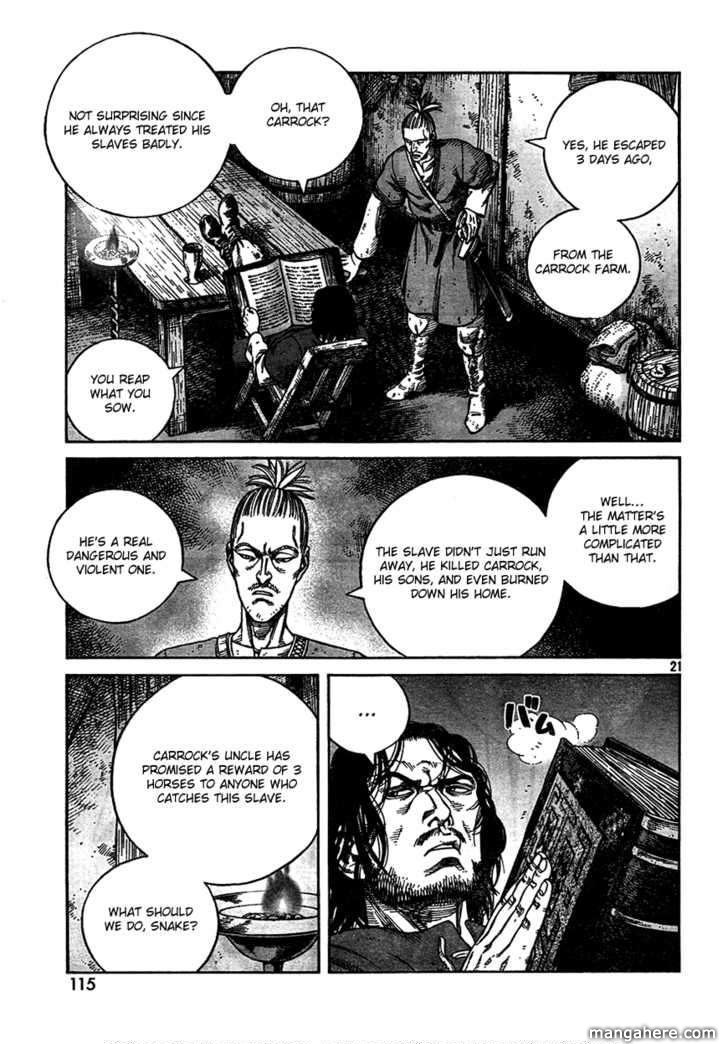 YES, HE ESCAPED
3 DAYS AGO,
FROM THE
CARROCK FARM.
OH, THAT
CARROCK?
NOT SURPRISING SINCE
HE ALWAYS TREATED HIS
SLAVES BADLY.
YOU REAP
WHAT YOU
SOW.
WELL...
THE MATTER'S
A LITTLE MORE
COMPLICATED
THAN THAT.
THE SLAVE DIDN'T JUST RUN
AWAY, HE KILLED CARROCK,
HIS SONS, AND EVEN BURNED
DOWN HIS HOME.
HE'S A REAL
DANGEROUS AND
VIOLENT ONE.
21
バム
...
CARROCK'S UNCLE HAS
PROMISED A REWARD OF 3
HORSES TO ANYONE WHO
CATCHES THIS SLAVE.
WHAT SHOULD
WE DO, SNAKE?
115
mangahere.com